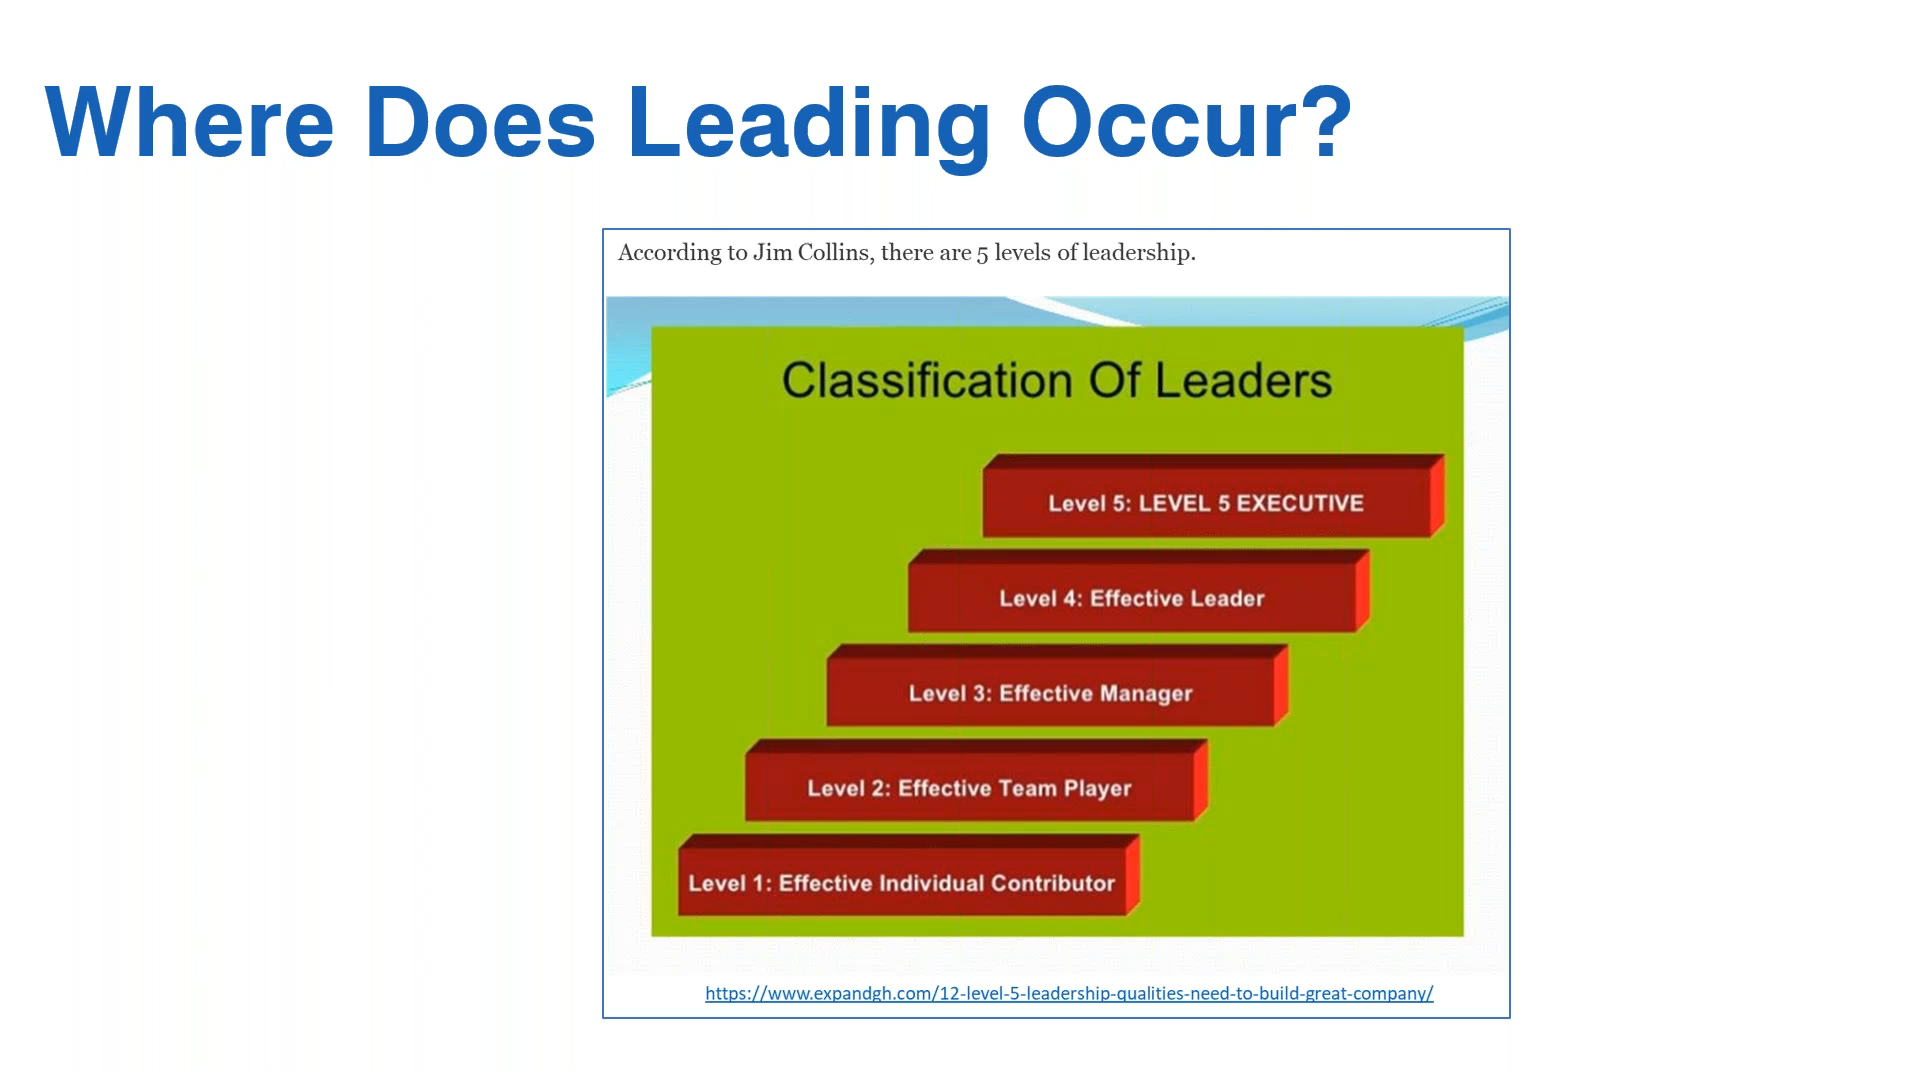 Where Does Leading Occur?
According to Jim Collins, there are 5 levels of leadership.
Classification Of Leaders
Level 5: LEVEL 5 EXECUTIVE
Level 4: Effective Leader
Level 3: Effective Manager
Level 2: Effective Team Player
Level 1: Effective Individual Contributor
https://www.expandgh.com/12-level-5-leadership-qualities-need-to-build-great-company/